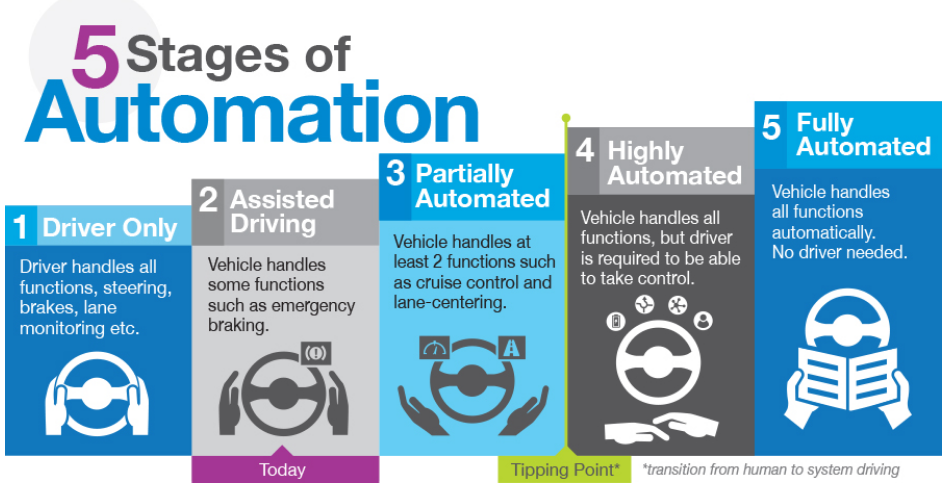 5 Stages of
Automation
1 Driver Only
Driver handles all
functions, steering,
brakes, lane
monitoring etc.
2 Assisted
Driving
Vehicle handles
some functions
such as emergency
braking.
Today
3 Partially
Automated
Vehicle handles at
least 2 functions such
as cruise control and
lane-centering.
4 Highly
Automated
Vehicle handles all
functions, but driver
is required to be able
to take control.
5 Fully
Automated
Vehicle handles
all functions
automatically.
No driver needed.
Tipping Point*
*transition from human to system driving